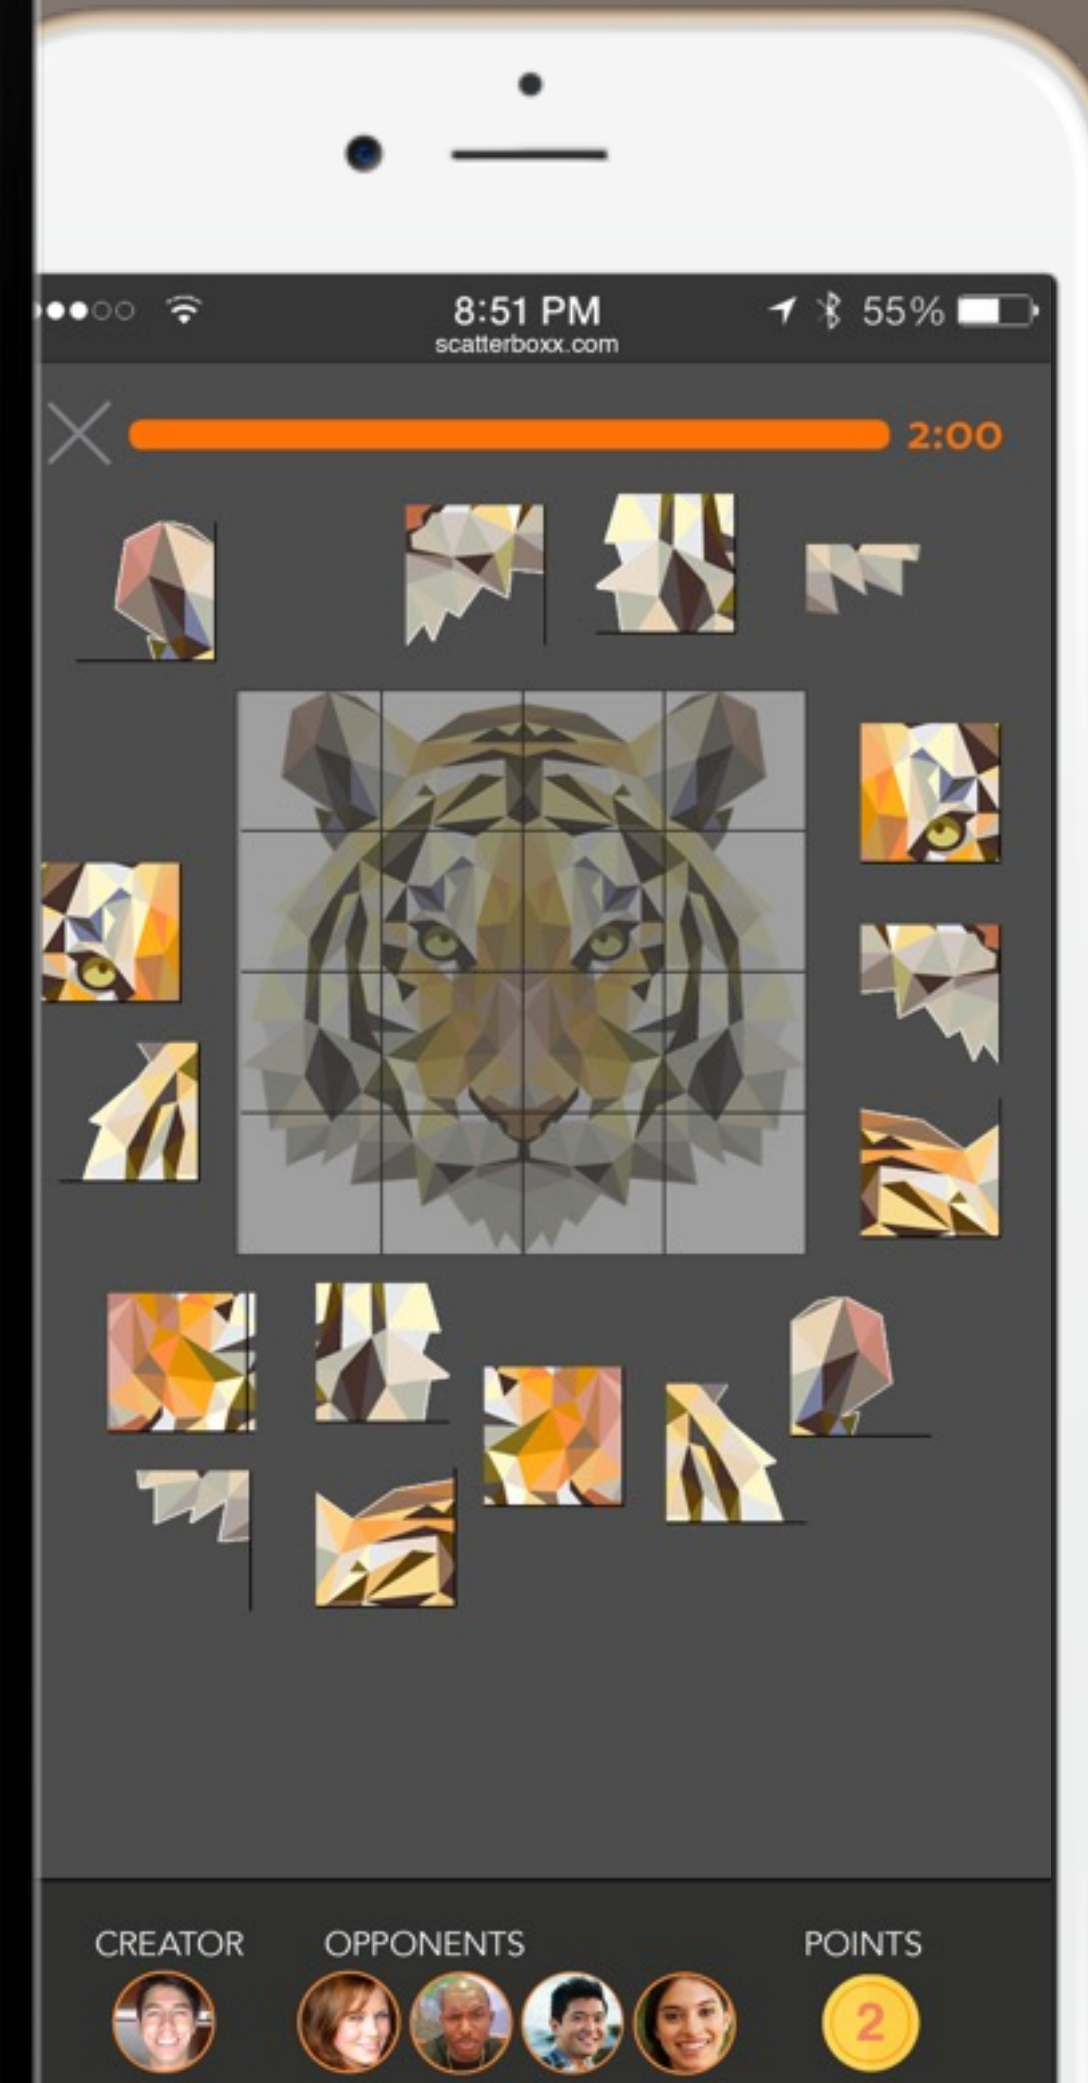 8:51 PM
55%
scatterboxx.com
2:00
CREATOR
OPPONENTS
POINTS
2